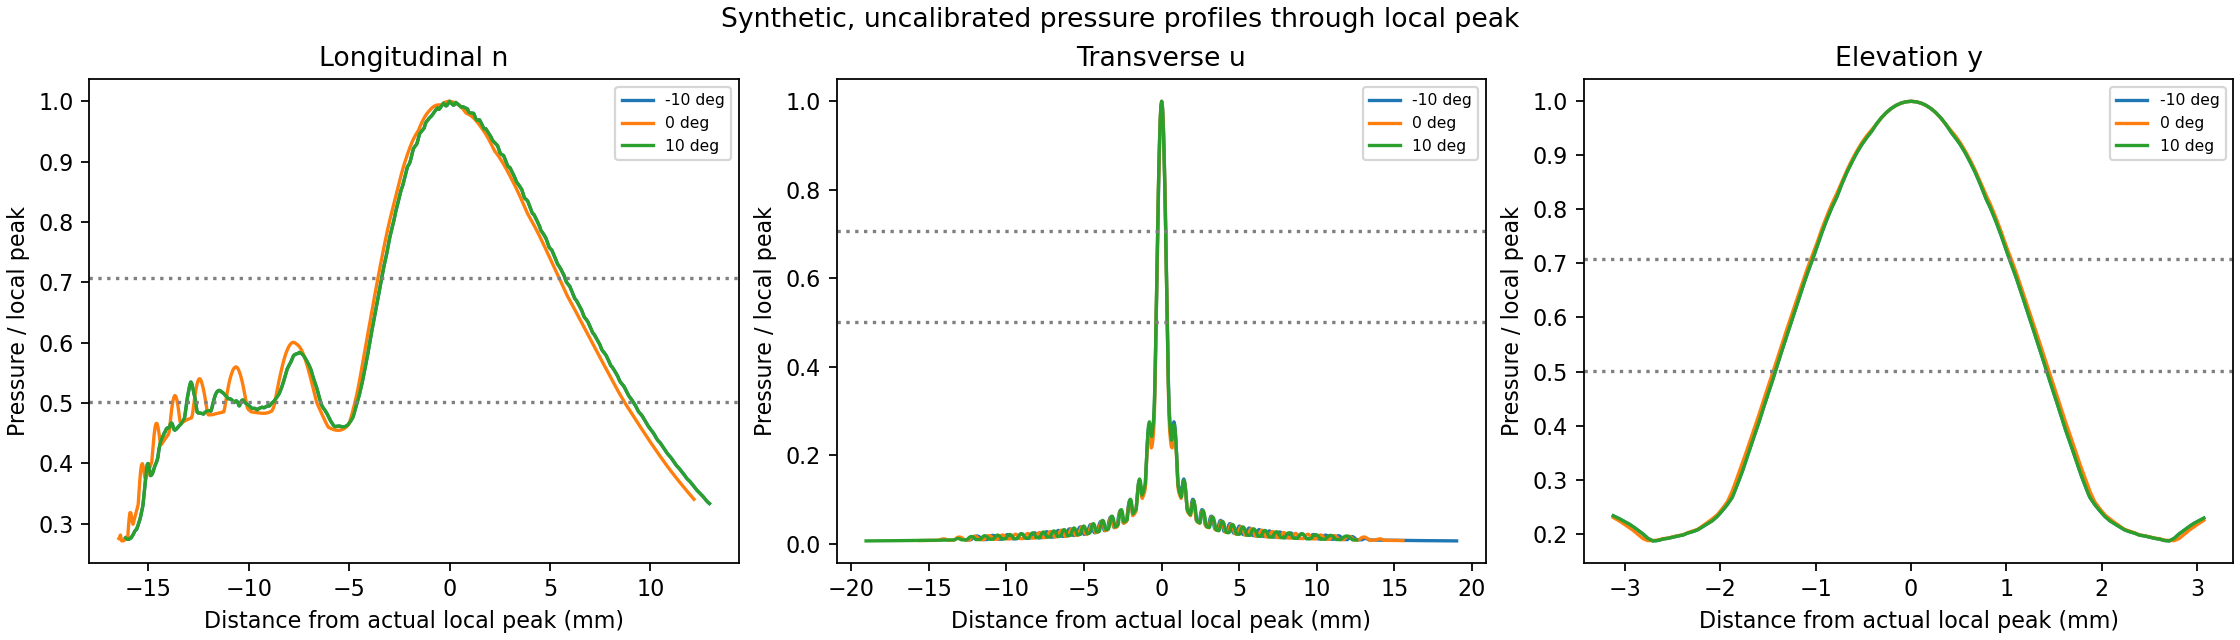 Synthetic, uncalibrated pressure profiles through local peak
Longitudinal n
Pressure / local peak
1.0
0.9
0.8
0.7
0.6
0.5
0.4
0.3
-10 deg
0 deg
10 deg
−15
−10
−5
0
5
10
Distance from actual local peak (mm)
Transverse u
Pressure / local peak
1.0
0.8
0.6
0.4
0.2
0.0
-10 deg
0 deg
10 deg
−20
−15
−10
−5
0
5
10
15
20
Distance from actual local peak (mm)
Elevation y
Pressure / local peak
1.0
0.9
0.8
0.7
0.6
0.5
0.4
0.3
0.2
-10 deg
0 deg
10 deg
−3
−2
−1
0
1
2
3
Distance from actual local peak (mm)